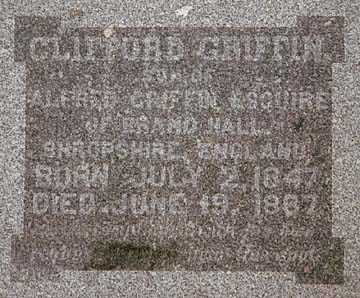 CLIFFORD GRIFFIN
SON OF
ALFRED GRIFFIN ESQUIRE
OF BRAND HALL,
SHROPSHIRE, ENGLAND
BORN JULY 2, 1847
DIED JUNE 19, 1887